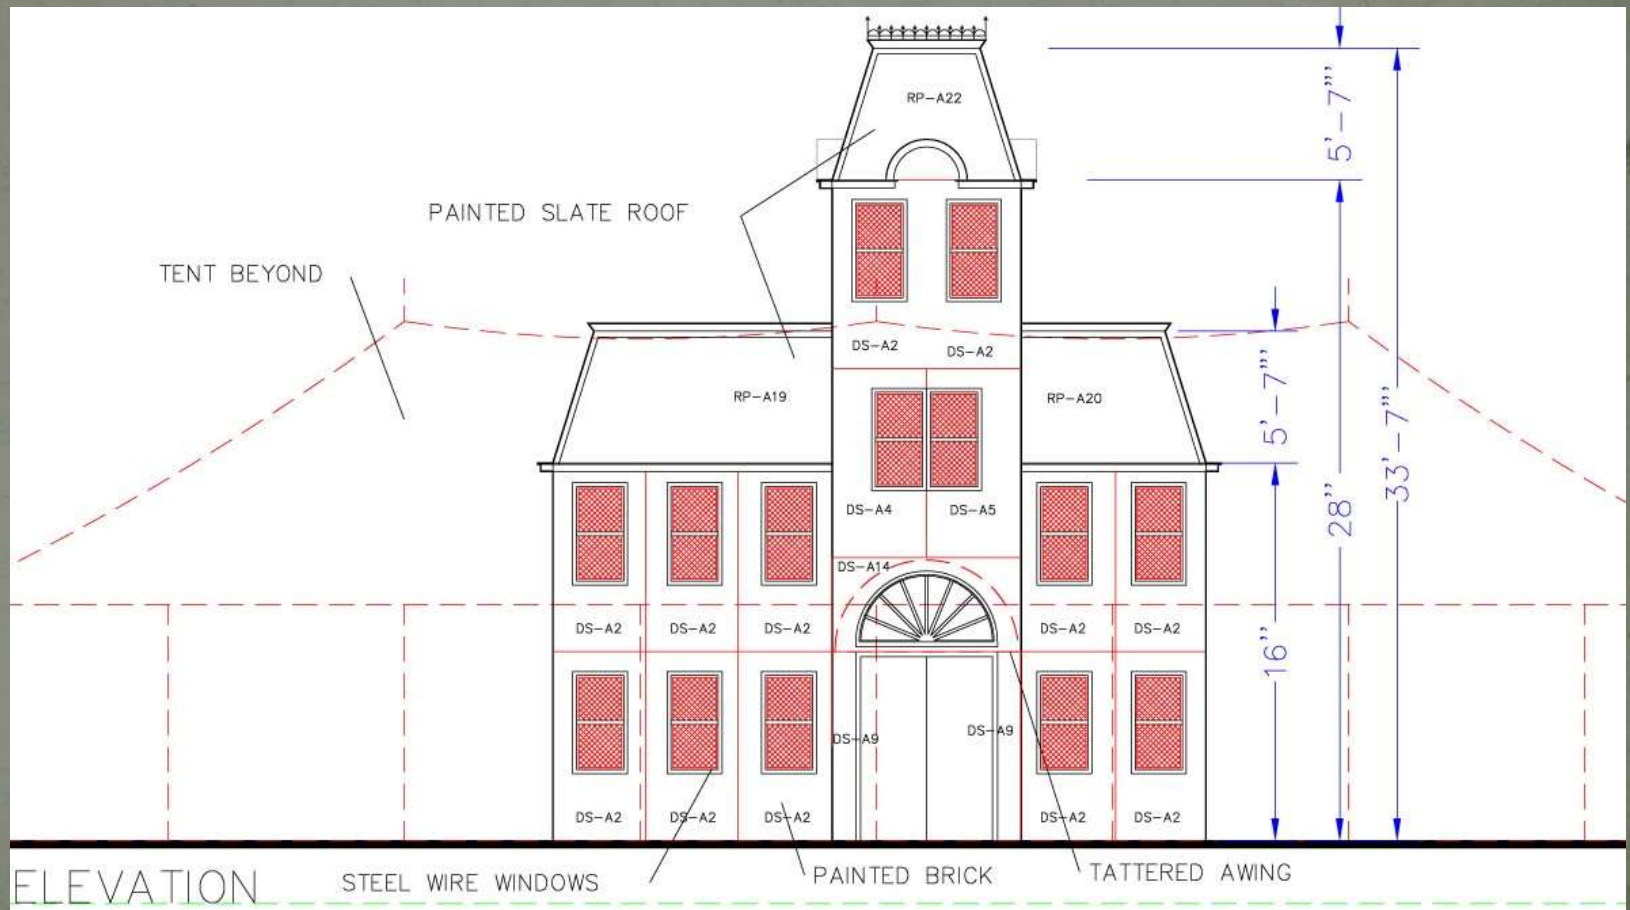 RP-A22
5'-7"'
PAINTED SLATE ROOF
TENT BEYOND
DS-A2 DS-A2
RP-A19 RP-A20
5'-7"'
33'-7"'
28"
DS-A4 DS-A5
DS-A14
DS-A2 DS-A2 DS-A2 DS-A2 DS-A2
16"
DS-A9 DS-A9
DS-A2 DS-A2 DS-A2 DS-A2 DS-A2
ELEVATION
STEEL WIRE WINDOWS
PAINTED BRICK
TATTERED AWING